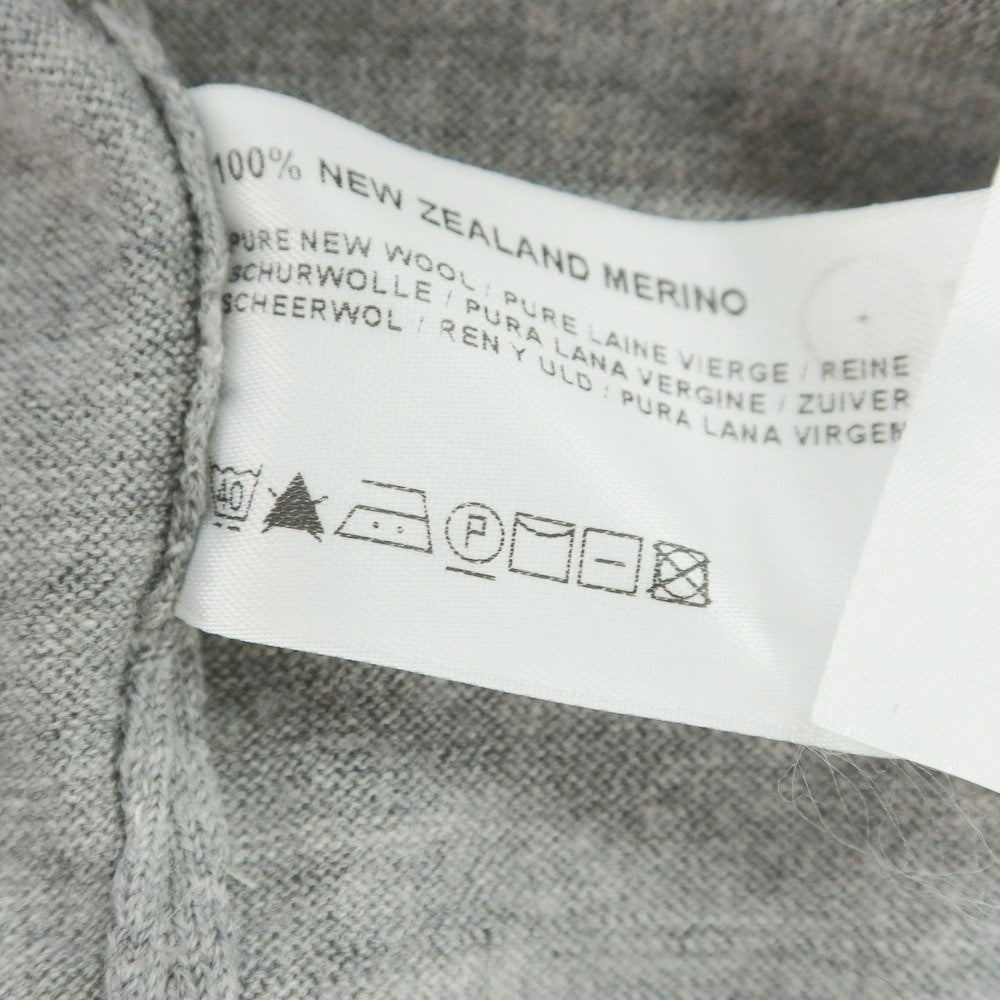 100% NEW ZEALAND MERINO
PURE NEW WOOL / PURE LAINE VIERGE / REINE
SCHURWOLLE / PURA LANA VERGINE / ZUIVER
SCHEERWOL / REN Y ULD / PURA LANA VIRGEN
40
P